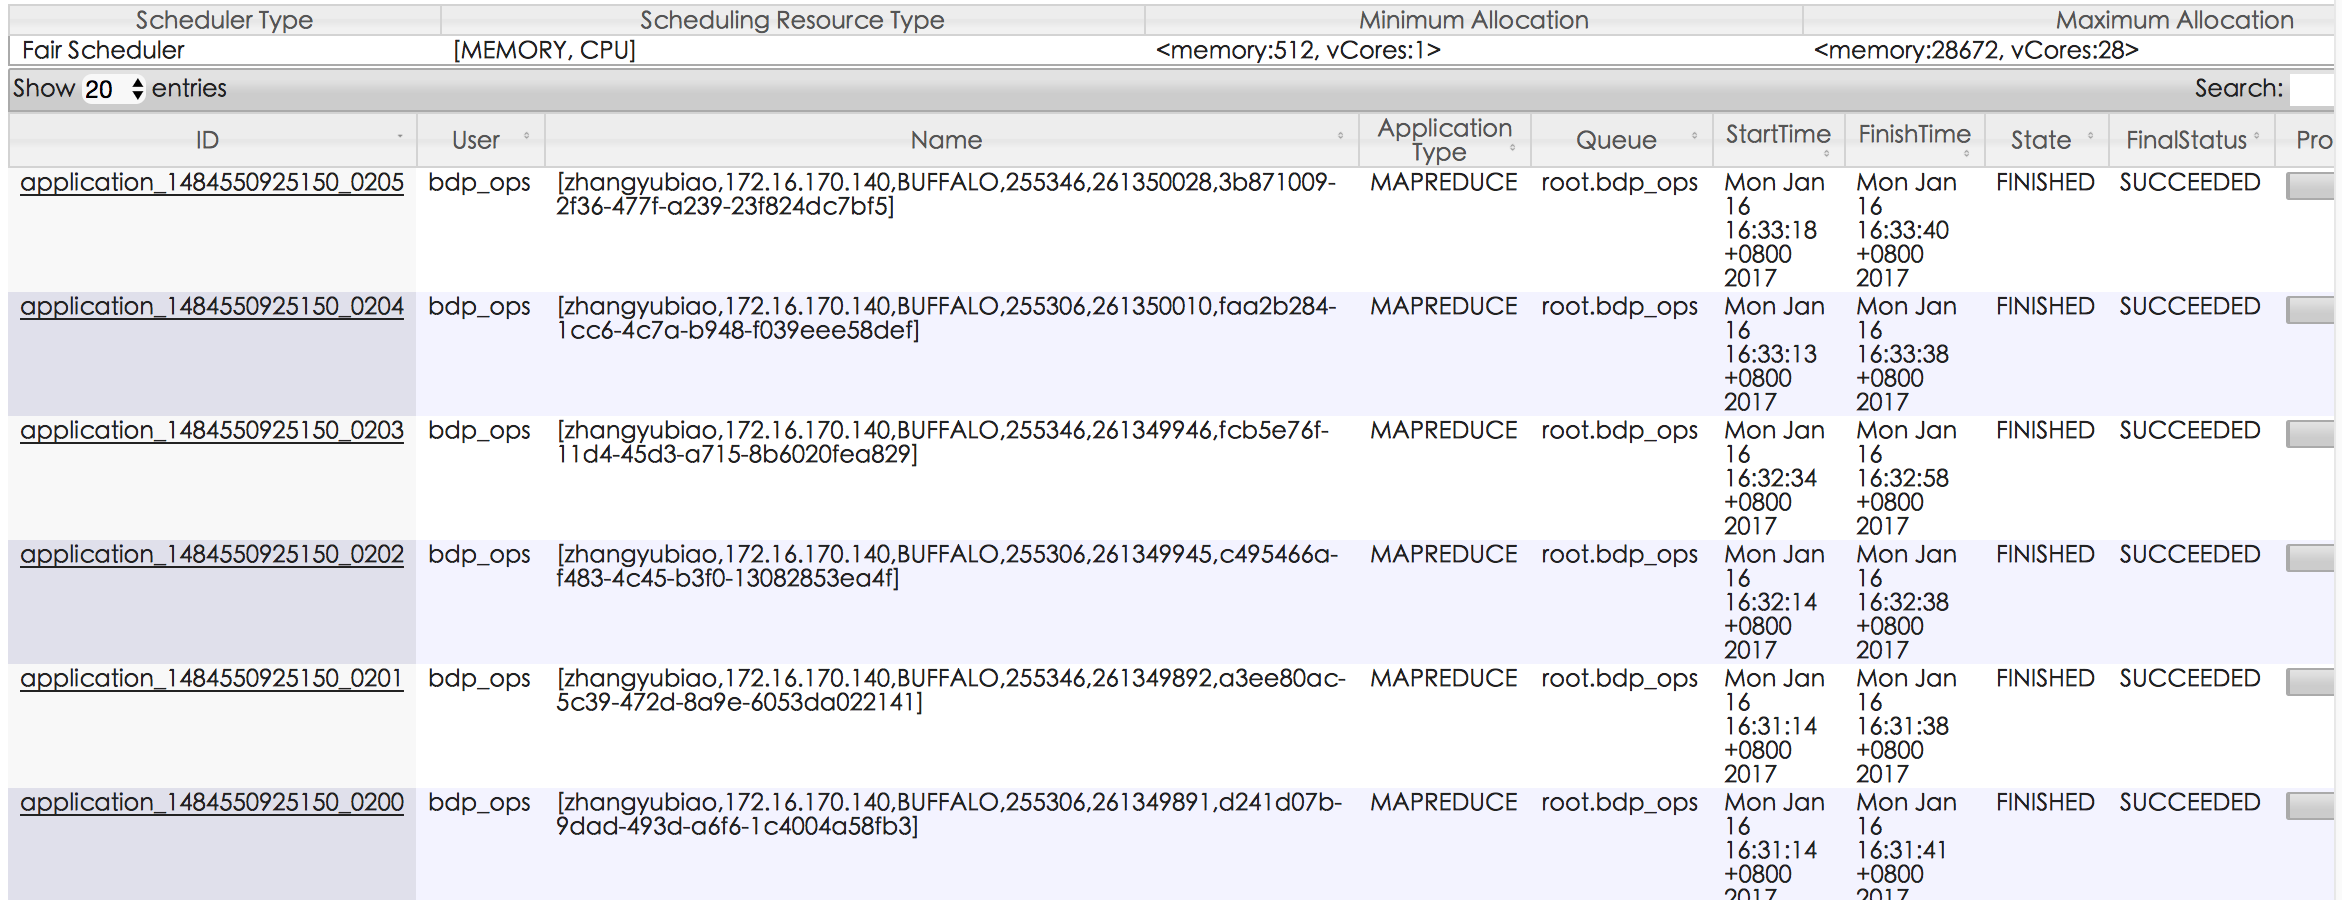 Scheduler Type Scheduling Resource Type Minimum Allocation Maximum Allocation
Fair Scheduler [MEMORY, CPU] <memory:512, vCores:1> <memory:28672, vCores:28>
Show 20 entries Search:
ID User Name Application Type Queue StartTime FinishTime State FinalStatus Pro
application_1484550925150_0205 bdp_ops [zhangyubiao,172.16.170.140,BUFFALO,255346,261350028,3b871009- MAPREDUCE root.bdp_ops Mon Jan Mon Jan FINISHED SUCCEEDED
2f36-477f-a239-23f824dc7bf5] 16 16
16:33:18 16:33:40
+0800 +0800
2017 2017
application_1484550925150_0204 bdp_ops [zhangyubiao,172.16.170.140,BUFFALO,255306,261350010,faa2b284- MAPREDUCE root.bdp_ops Mon Jan Mon Jan FINISHED SUCCEEDED
1cc6-4c7a-b948-f039eee58def] 16 16
16:33:13 16:33:38
+0800 +0800
2017 2017
application_1484550925150_0203 bdp_ops [zhangyubiao,172.16.170.140,BUFFALO,255346,261349946,fcb5e76f- MAPREDUCE root.bdp_ops Mon Jan Mon Jan FINISHED SUCCEEDED
11d4-45d3-a715-8b6020fea829] 16 16
16:32:34 16:32:58
+0800 +0800
2017 2017
application_1484550925150_0202 bdp_ops [zhangyubiao,172.16.170.140,BUFFALO,255306,261349945,c495466a- MAPREDUCE root.bdp_ops Mon Jan Mon Jan FINISHED SUCCEEDED
f483-4c45-b3f0-13082853ea4f] 16 16
16:32:14 16:32:38
+0800 +0800
2017 2017
application_1484550925150_0201 bdp_ops [zhangyubiao,172.16.170.140,BUFFALO,255346,261349892,a3ee80ac- MAPREDUCE root.bdp_ops Mon Jan Mon Jan FINISHED SUCCEEDED
5c39-472d-8a9e-6053da022141] 16 16
16:31:14 16:31:38
+0800 +0800
2017 2017
application_1484550925150_0200 bdp_ops [zhangyubiao,172.16.170.140,BUFFALO,255306,261349891,d241d07b- MAPREDUCE root.bdp_ops Mon Jan Mon Jan FINISHED SUCCEEDED
9dad-493d-a6f6-1c4004a58fb3] 16 16
16:31:14 16:31:41
+0800 +0800
2017 2017